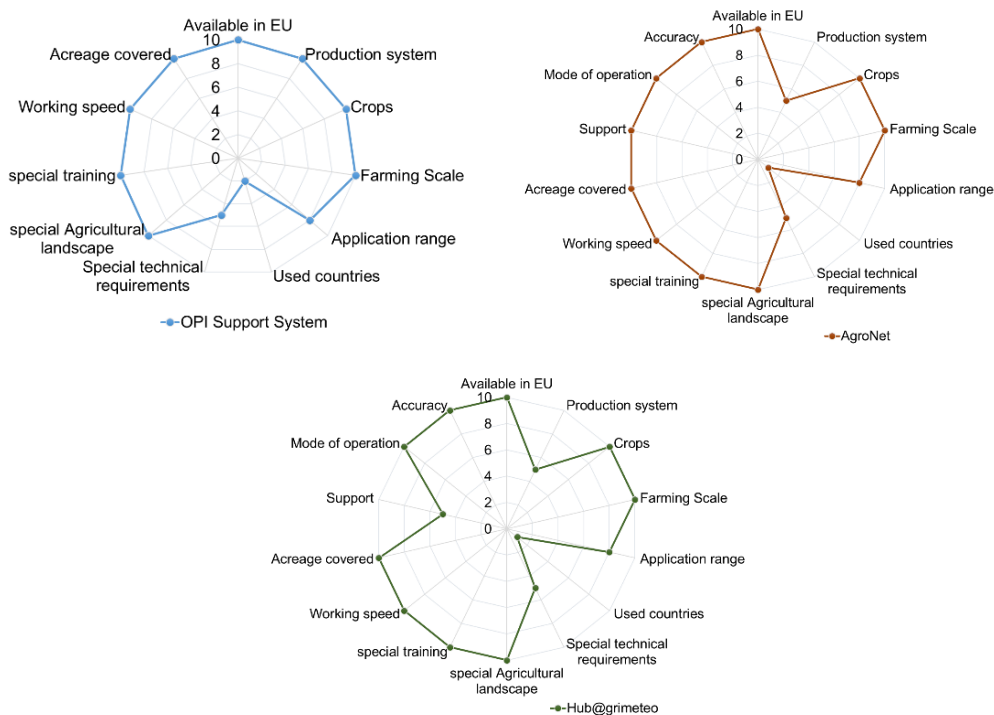 Available in EU
10
8
6
4
2
0
Production system
Crops
Farming Scale
Application range
Used countries
Special technical
requirements
special Agricultural
landscape
special training
Working speed
Acreage covered
OPI Support System
Available in EU
10
8
6
4
2
0
Production system
Crops
Farming Scale
Application range
Used countries
Special technical
requirements
special Agricultural
landscape
special training
Working speed
Acreage covered
Support
Mode of operation
Accuracy
AgroNet
Available in EU
10
8
6
4
2
0
Production system
Crops
Farming Scale
Application range
Used countries
Special technical
requirements
special Agricultural
landscape
special training
Working speed
Acreage covered
Support
Mode of operation
Accuracy
Hub@grimeteo